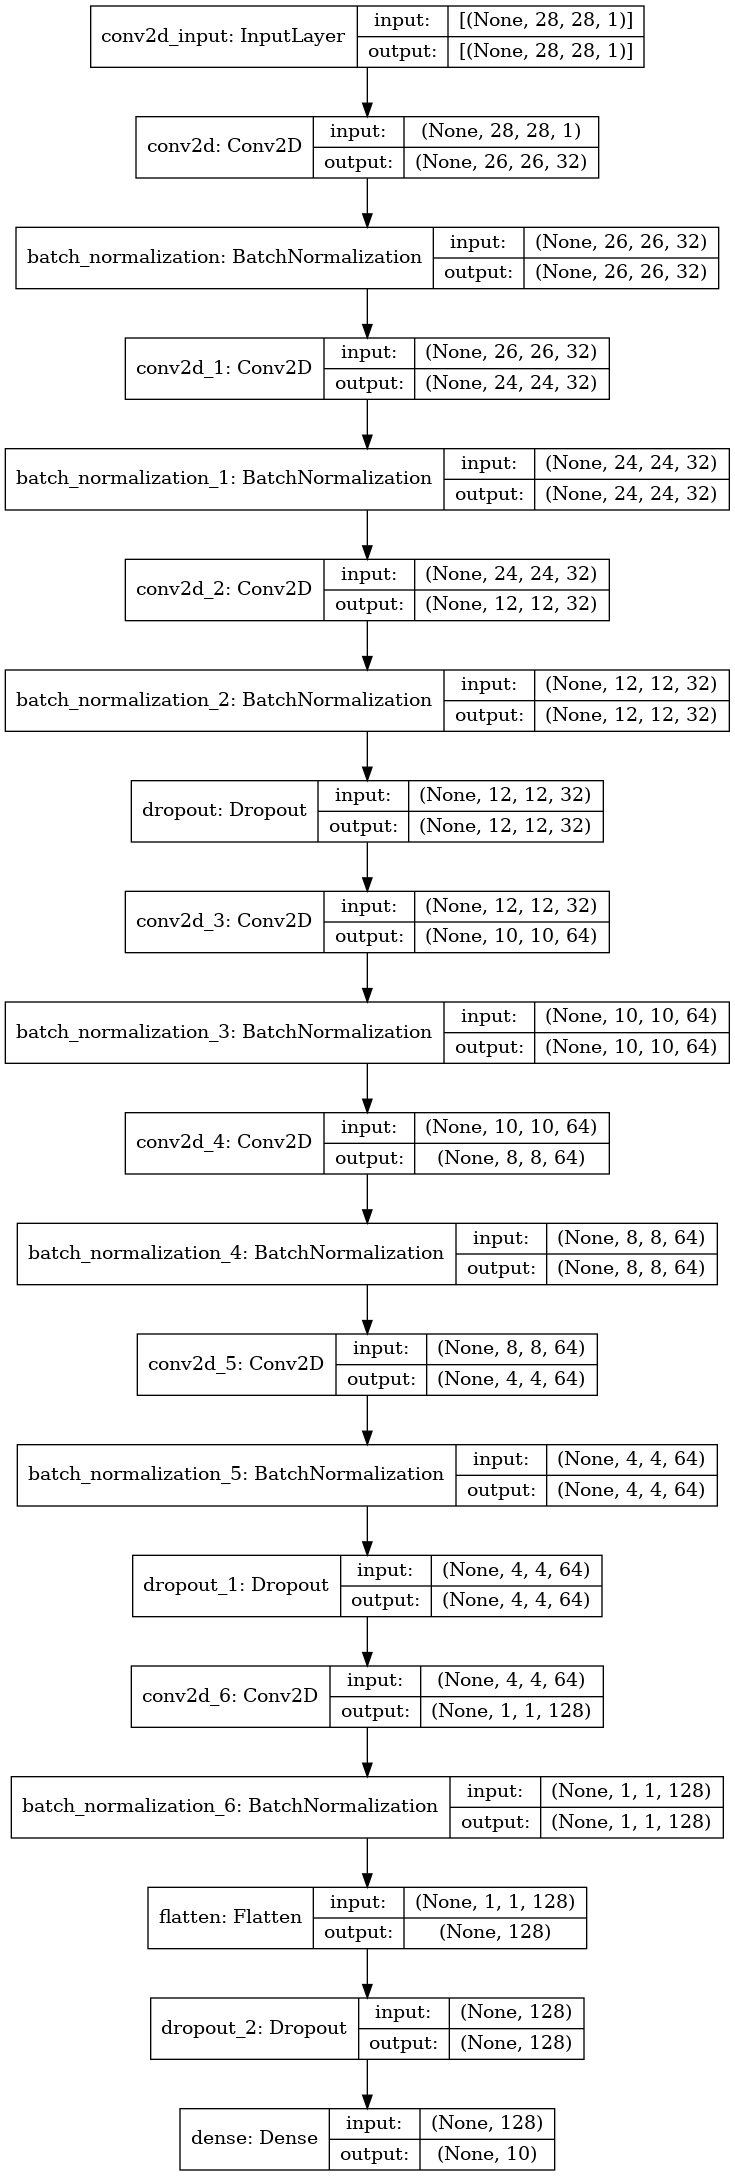 conv2d_input: InputLayer
input: [(None, 28, 28, 1)]
output: [(None, 28, 28, 1)]
conv2d: Conv2D
input: (None, 28, 28, 1)
output: (None, 26, 26, 32)
batch_normalization: BatchNormalization
input: (None, 26, 26, 32)
output: (None, 26, 26, 32)
conv2d_1: Conv2D
input: (None, 26, 26, 32)
output: (None, 24, 24, 32)
batch_normalization_1: BatchNormalization
input: (None, 24, 24, 32)
output: (None, 24, 24, 32)
conv2d_2: Conv2D
input: (None, 24, 24, 32)
output: (None, 12, 12, 32)
batch_normalization_2: BatchNormalization
input: (None, 12, 12, 32)
output: (None, 12, 12, 32)
dropout: Dropout
input: (None, 12, 12, 32)
output: (None, 12, 12, 32)
conv2d_3: Conv2D
input: (None, 12, 12, 32)
output: (None, 10, 10, 64)
batch_normalization_3: BatchNormalization
input: (None, 10, 10, 64)
output: (None, 10, 10, 64)
conv2d_4: Conv2D
input: (None, 10, 10, 64)
output: (None, 8, 8, 64)
batch_normalization_4: BatchNormalization
input: (None, 8, 8, 64)
output: (None, 8, 8, 64)
conv2d_5: Conv2D
input: (None, 8, 8, 64)
output: (None, 4, 4, 64)
batch_normalization_5: BatchNormalization
input: (None, 4, 4, 64)
output: (None, 4, 4, 64)
dropout_1: Dropout
input: (None, 4, 4, 64)
output: (None, 4, 4, 64)
conv2d_6: Conv2D
input: (None, 4, 4, 64)
output: (None, 1, 1, 128)
batch_normalization_6: BatchNormalization
input: (None, 1, 1, 128)
output: (None, 1, 1, 128)
flatten: Flatten
input: (None, 1, 1, 128)
output: (None, 128)
dropout_2: Dropout
input: (None, 128)
output: (None, 128)
dense: Dense
input: (None, 128)
output: (None, 10)